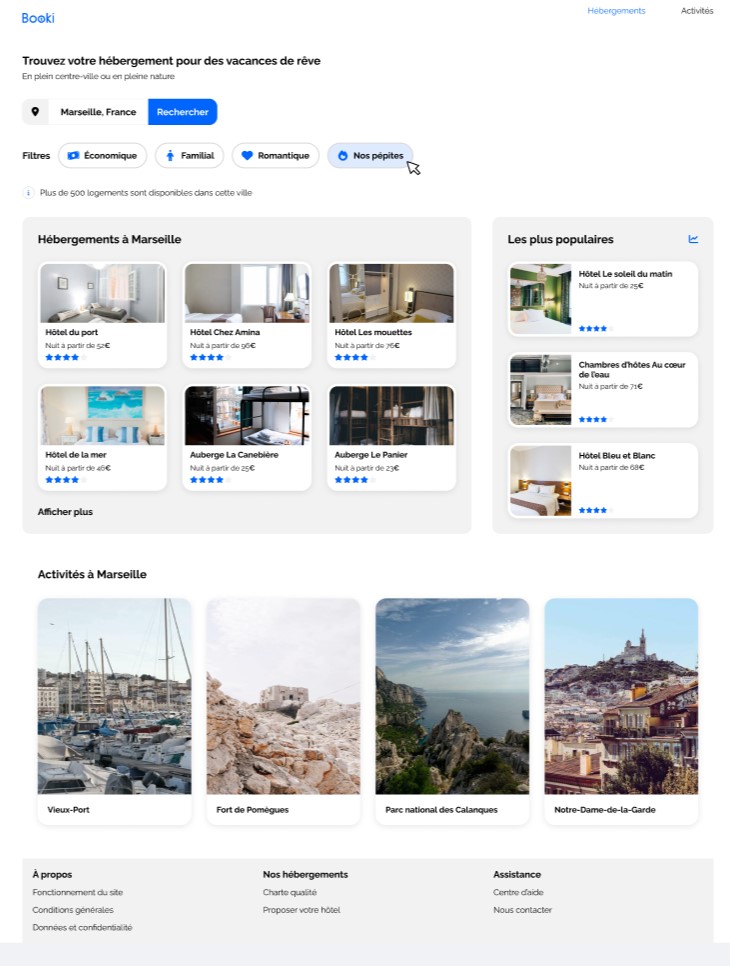 Booki
Hébergements
Activités
Trouvez votre hébergement pour des vacances de rêve
En plein centre-ville ou en pleine nature
Marseille, France
Rechercher
Filtres
Économique
Familial
Romantique
Nos pépites
Plus de 500 logements sont disponibles dans cette ville
Hébergements à Marseille
Hôtel du port
Nuit à partir de 52€
Hôtel Chez Amina
Nuit à partir de 96€
Hôtel Les mouettes
Nuit à partir de 76€
Hôtel de la mer
Nuit à partir de 46€
Auberge La Canebière
Nuit à partir de 25€
Auberge Le Panier
Nuit à partir de 23€
Afficher plus
Les plus populaires
Hôtel Le soleil du matin
Nuit à partir de 25€
Chambres d'hôtes Au cœur
de l'eau
Nuit à partir de 71€
Hôtel Bleu et Blanc
Nuit à partir de 68€
Activités à Marseille
Vieux-Port
Fort de Pomègues
Parc national des Calanques
Notre-Dame-de-la-Garde
À propos
Fonctionnement du site
Conditions générales
Données et confidentialité
Nos hébergements
Charte qualité
Proposer votre hôtel
Assistance
Centre d'aide
Nous contacter